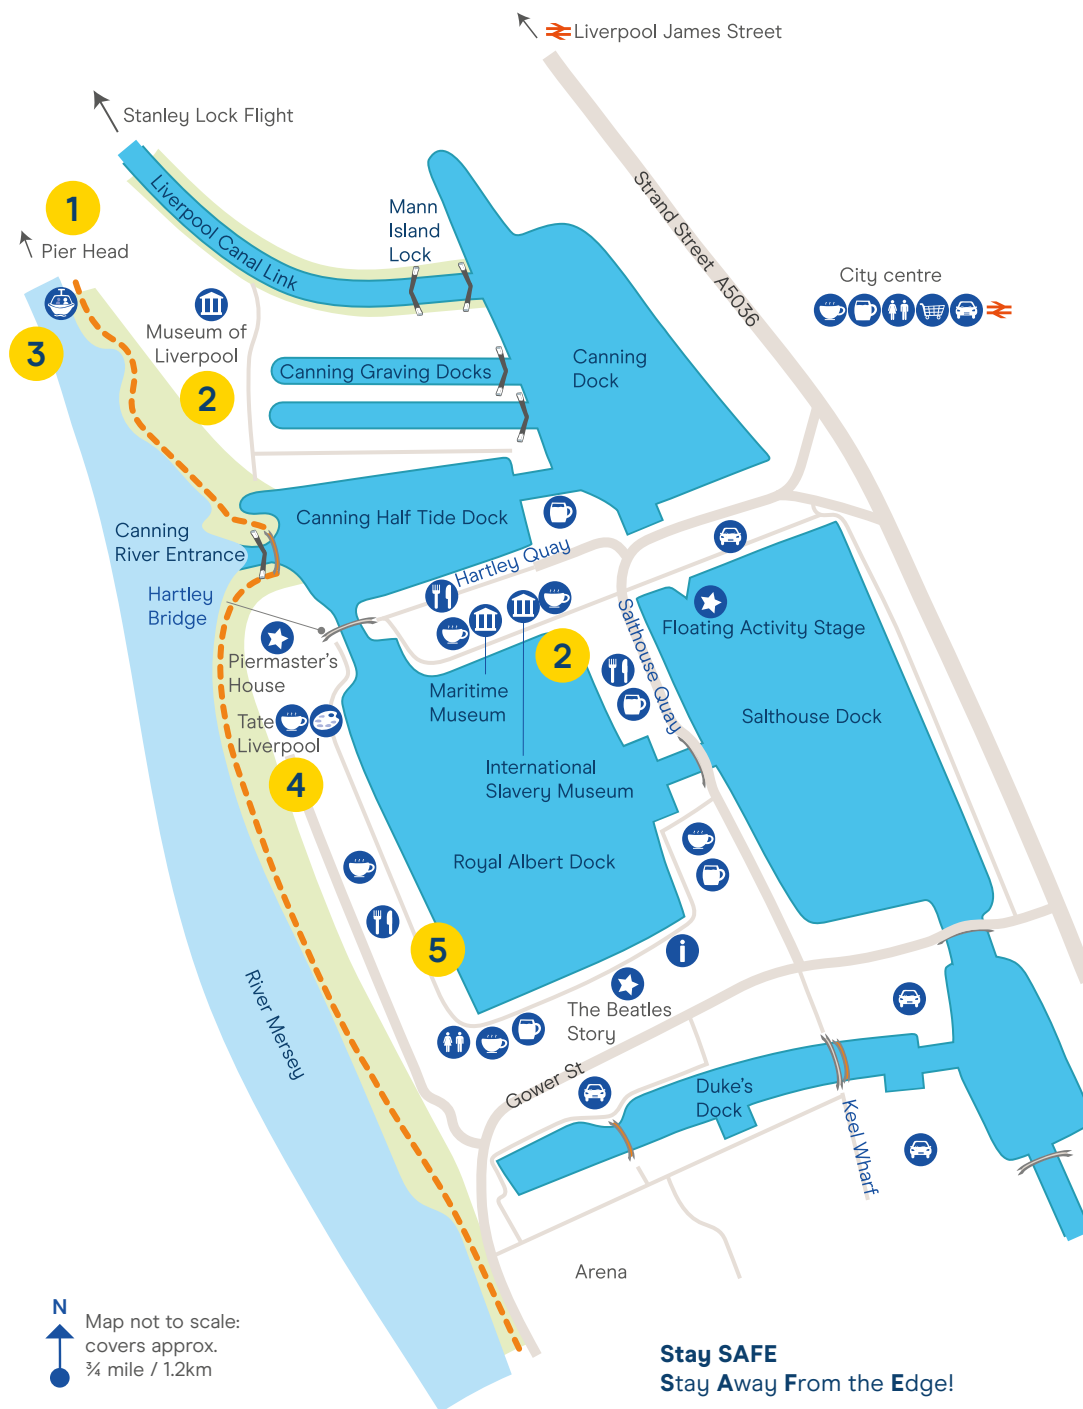 Liverpool James Street
Stanley Lock Flight
1
Pier Head
Liverpool Canal Link
Mann
Island
Lock
Strand Street A5036
City centre
3
Museum of
Liverpool
2
Canning Graving Docks
Canning
Dock
Canning Half Tide Dock
Canning
River Entrance
Hartley Quay
Hartley
Bridge
Salthouse Quay
Floating Activity Stage
Piermaster's
House
2
Maritime
Museum
Tate
Liverpool
Salthouse Dock
4
International
Slavery Museum
Royal Albert Dock
5
i
River Mersey
The Beatles
Story
Gower St
Duke's
Dock
Keel Wharf
Arena
N
Map not to scale:
covers approx.
¾ mile / 1.2km
Stay SAFE
Stay Away From the Edge!